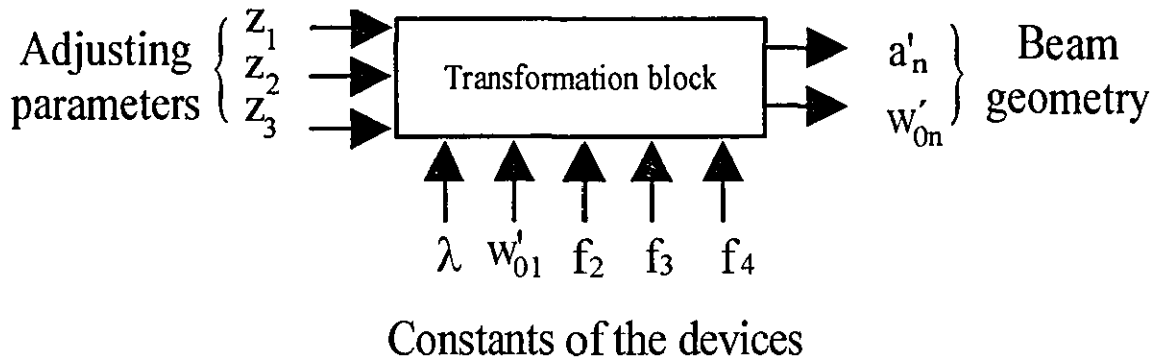 Adjusting parameters
z₁
z₂
z₃
Transformation block
a'ₙ
w'₀ₙ
Beam geometry
λ w'₀₁ f₂ f₃ f₄
Constants of the devices